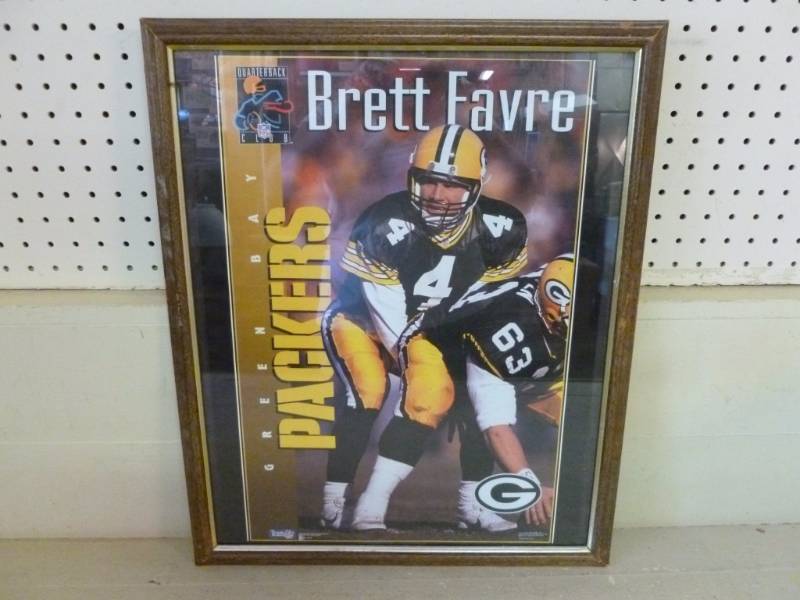 QUARTERBACK
CLUB
Brett Favre
GREEN BAY
PACKERS
4
4
4
63
G
G